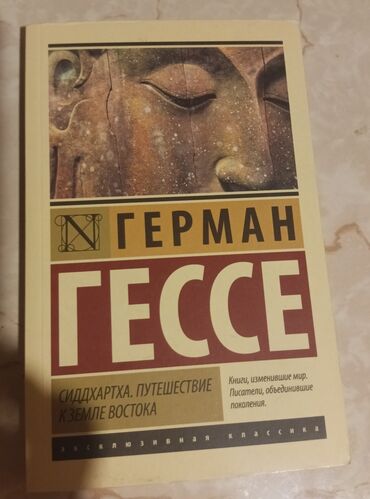 N ГЕРМАН
ГЕССЕ
СИДДХАРТХА. ПУТЕШЕСТВИЕ
К ЗЕМЛЕ ВОСТОКА
Книги, изменившие мир.
Писатели, объединившие
поколения.
эксклюзивная классика